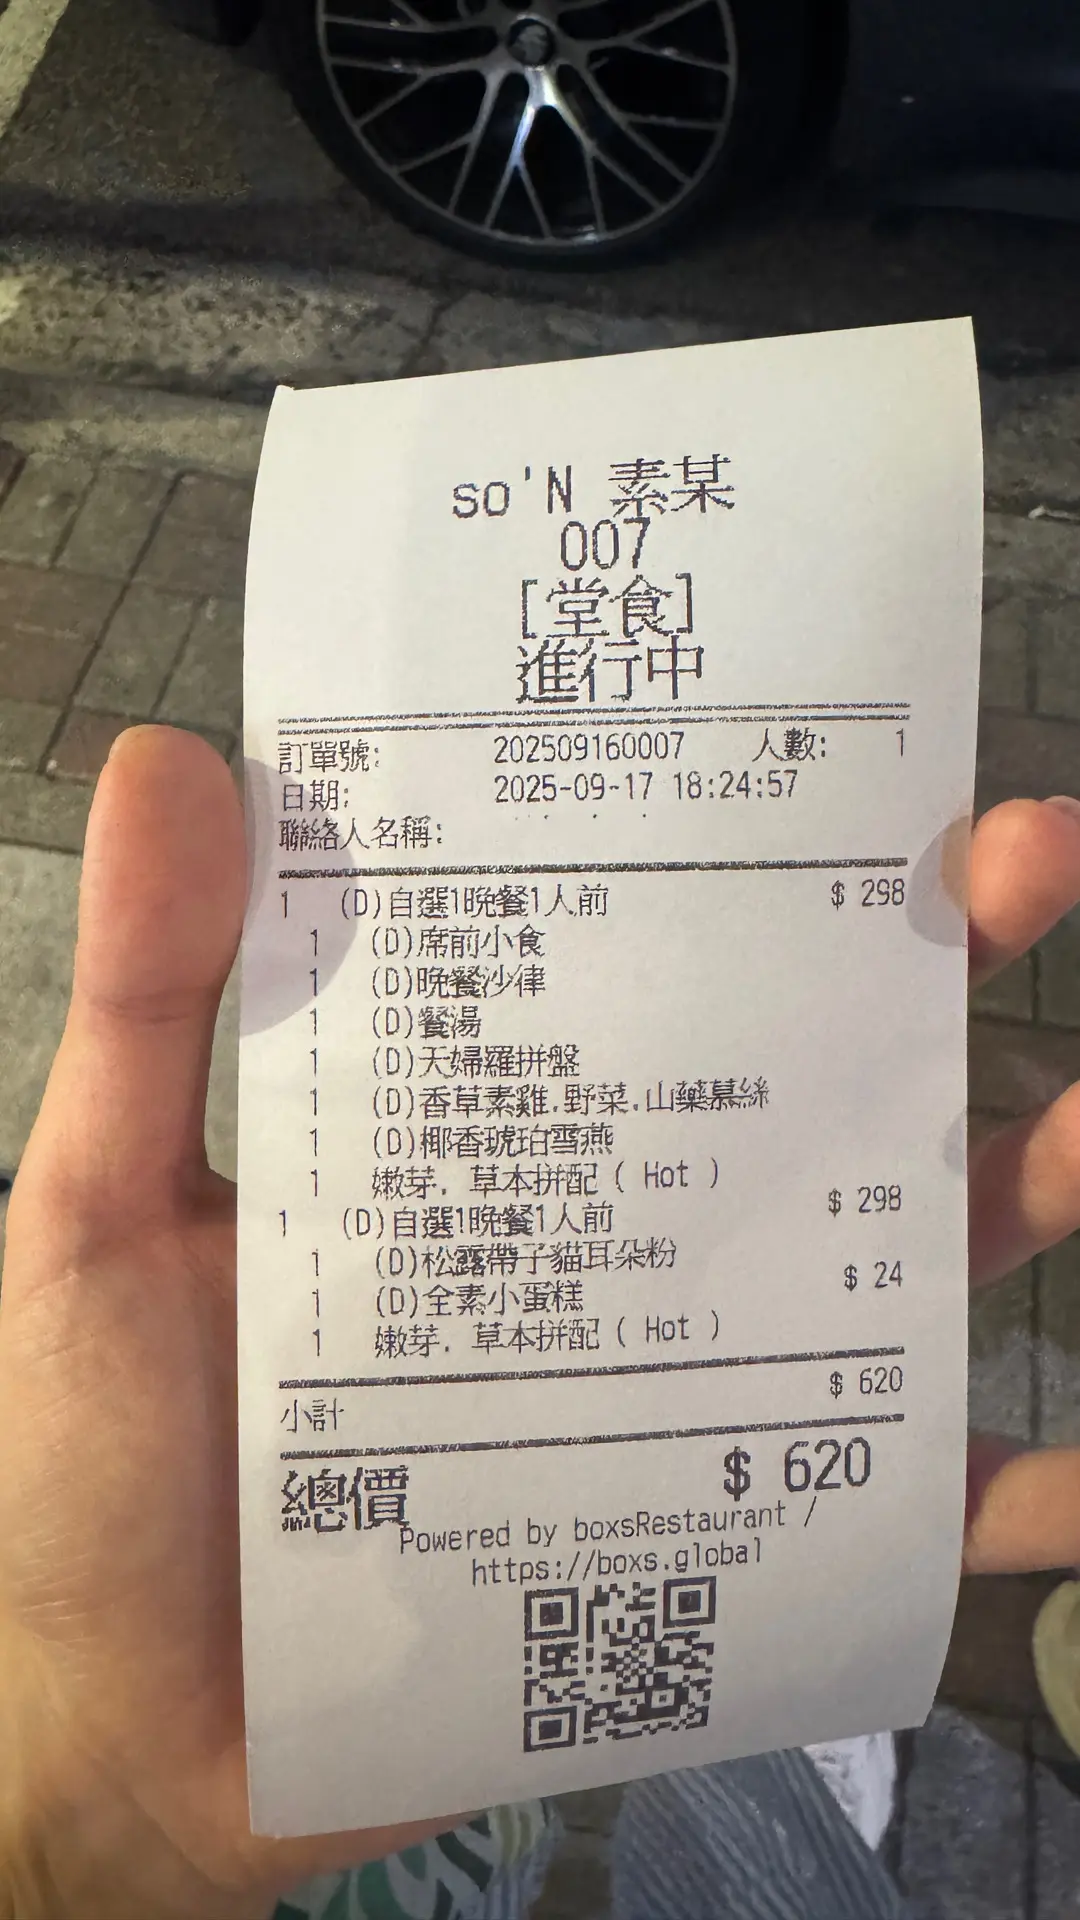 so'N 素某
007
[堂食]
進行中
訂單號: 202509160007 人數: 1
日期: 2025-09-17 18:24:57
聯絡人名稱:
1 (D)自選1晚餐1人前 $ 298
1 (D)席前小食
1 (D)晚餐沙律
1 (D)餐湯
1 (D)天婦羅拼盤
1 (D)香草素雞.野菜.山藥慕絲
1 (D)椰香琥珀雪燕
1 嫩芽. 草本拼配 ( Hot )
1 (D)自選1晚餐1人前 $ 298
1 (D)松露帶子貓耳朵粉
1 (D)全素小蛋糕 $ 24
1 嫩芽. 草本拼配 ( Hot )
小計 $ 620
總價 $ 620
Powered by boxsRestaurant /
https://boxs.global